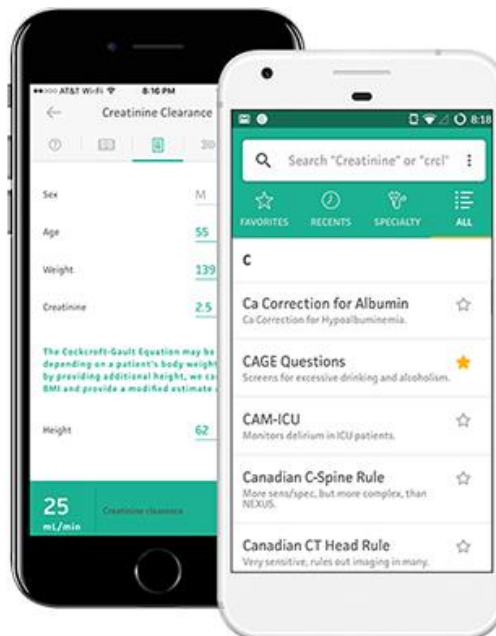 AT&T Wi-Fi 8:16 PM
Creatinine Clearance
Sex M
Age 55
Weight 139
Creatinine 2.5
The Cockcroft-Gault Equation may be
depending on a patient's body weight
by providing additional height, we ca
BMI and provide a modified estimate
Height 62
25
mL/min
Creatinine clearance
8:18
Search "Creatinine" or "crcl"
FAVORITES RECENTS SPECIALTY ALL
C
Ca Correction for Albumin
Ca Correction for Hypoalbuminemia.
CAGE Questions
Screens for excessive drinking and alcoholism.
CAM-ICU
Monitors delirium in ICU patients.
Canadian C-Spine Rule
More sens/spec, but more complex, than
NEXUS.
Canadian CT Head Rule
Very sensitive, rules out imaging in many.